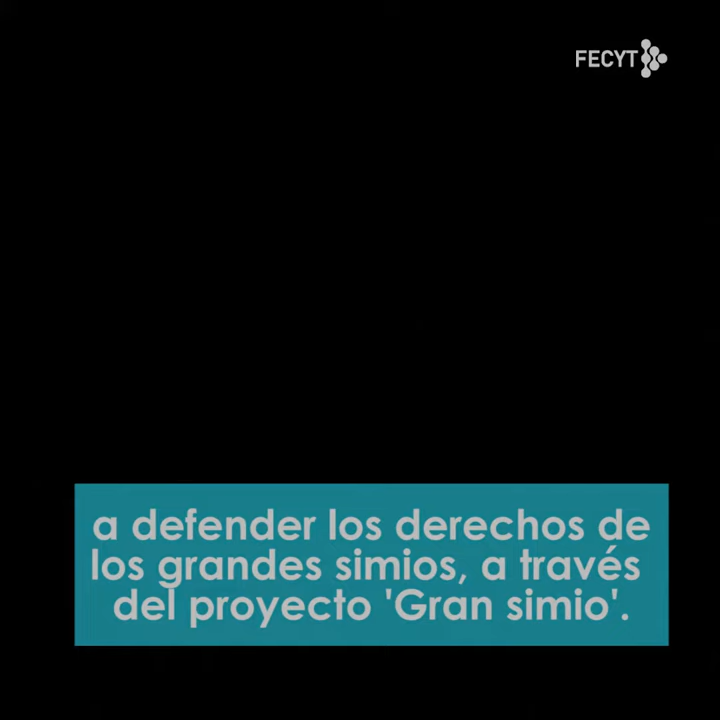 FECYT
a defender los derechos de
los grandes simios, a través
del proyecto 'Gran simio'.